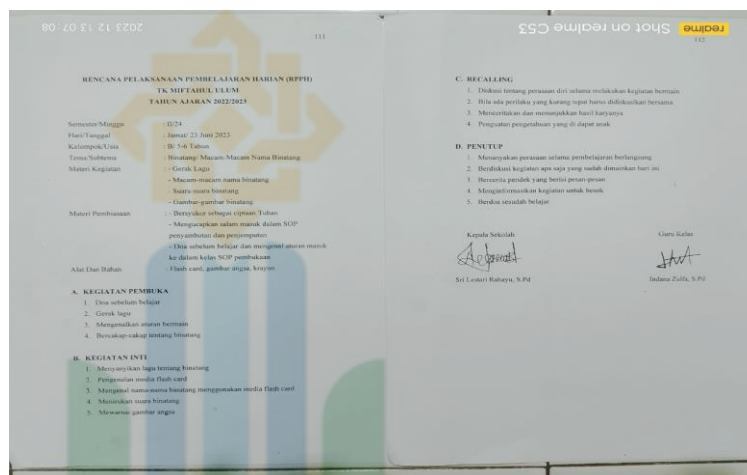 2023 12 13 07:08
Shot on realme C53
realme
111
RENCANA PELAKSANAAN PEMBELAJARAN HARIAN (RPPH)
TK MIFTAHUL ULUM
TAHUN AJARAN 2022/2023
Semester/Minggu : II/24
Hari/Tanggal : Jumat/ 23 Juni 2023
Kelompok/Usia : B/ 5-6 Tahun
Tema/Subtema : Binatang/ Macam-Macam Nama Binatang
Materi Kegiatan : - Gerak Lagu
- Macam-macam nama binatang
- Suara-suara binatang
- Gambar-gambar binatang
Materi Pembiasaan : - Bersyukur sebagai ciptaan Tuhan
- Mengucapkan salam masuk dalam SOP
penyambutan dan penjemputan
- Doa sebelum belajar dan mengenal aturan masuk
ke dalam kelas SOP pembukaan
Alat Dan Bahan : Flash card, gambar angsa, krayon
A. KEGIATAN PEMBUKA
1. Doa sebelum belajar
2. Gerak lagu
3. Mengenalkan aturan bermain
4. Bercakap-cakap tentang binatang
B. KEGIATAN INTI
1. Menyanyikan lagu tentang binatang
2. Pengenalan media flash card
3. Mengenal nama-nama binatang menggunakan media flash card
4. Menirukan suara binatang
5. Mewarnai gambar angsa
112
C. RECALLING
1. Diskusi tentang perasaan diri selama melakukan kegiatan bermain
2. Bila ada perilaku yang kurang tepat harus didiskusikan bersama
3. Menceritakan dan menunjukkan hasil karyanya
4. Penguatan pengetahuan yang di dapat anak
D. PENUTUP
1. Menanyakan perasaan selama pembelajaran berlangsung
2. Berdiskusi kegiatan apa saja yang sudah dimainkan hari ini
3. Bercerita pendek yang berisi pesan-pesan
4. Menginformasikan kegiatan untuk besok
5. Berdoa sesudah belajar
Kepala Sekolah
Guru Kelas
Sri Lestari Rahayu, S.Pd
Indana Zulfa, S.Pd